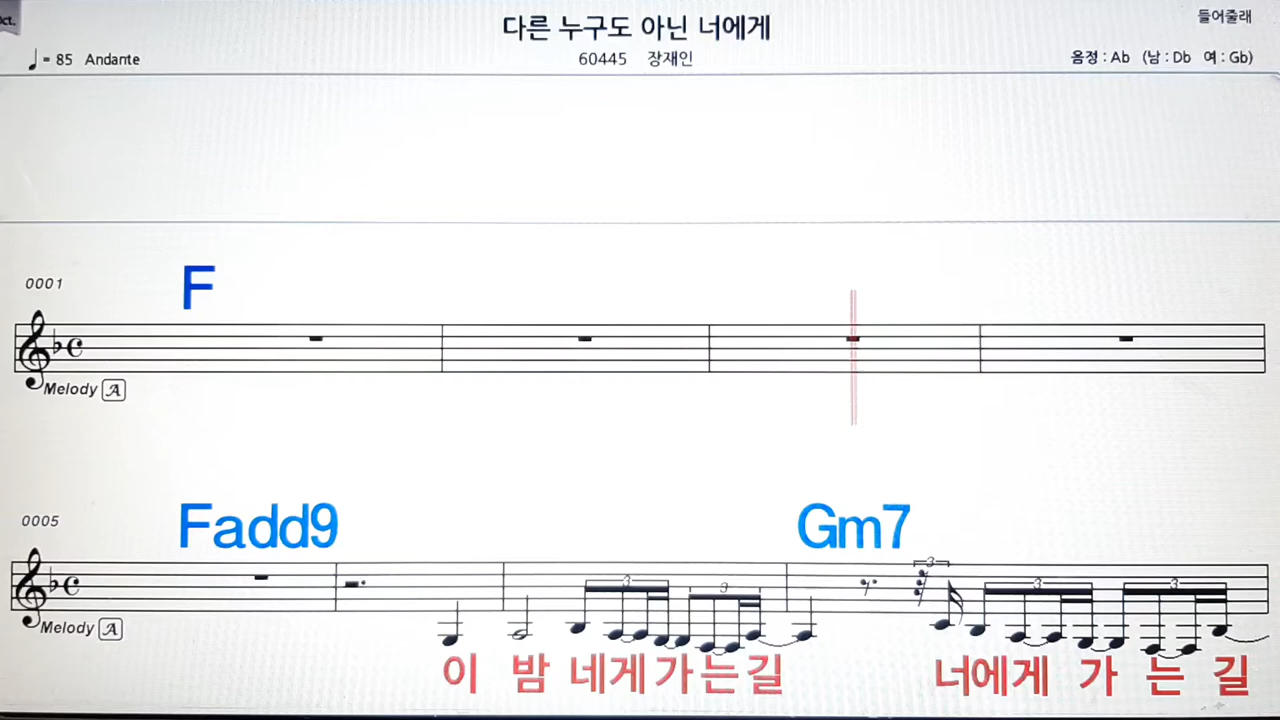 ct.
다른 누구도 아닌 너에게
들어줄래
♩ = 85 Andante
60445 장재인
음정 : Ab (남 : Db 여 : Gb)
0001
F
Melody A
0005
Fadd9 Gm7
3 3 3 3 3
Melody A
이 밤 네게가는길 너에게 가 는 길